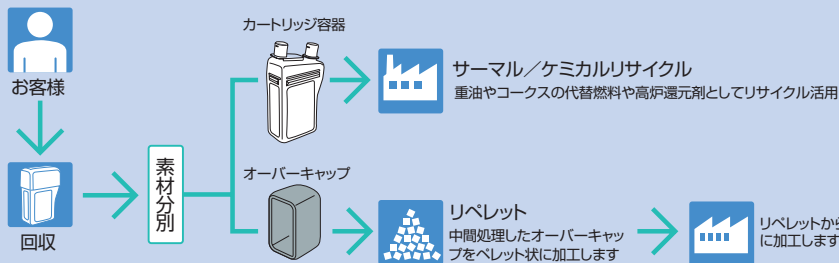 お客様
回収
素材分別
カートリッジ容器
サーマル／ケミカルリサイクル
重油やコークスの代替燃料や高炉還元剤としてリサイクル活用
オーバーキャップ
リペレット
中間処理したオーバーキャッ
プをペレット状に加工します
リペレットから
に加工します